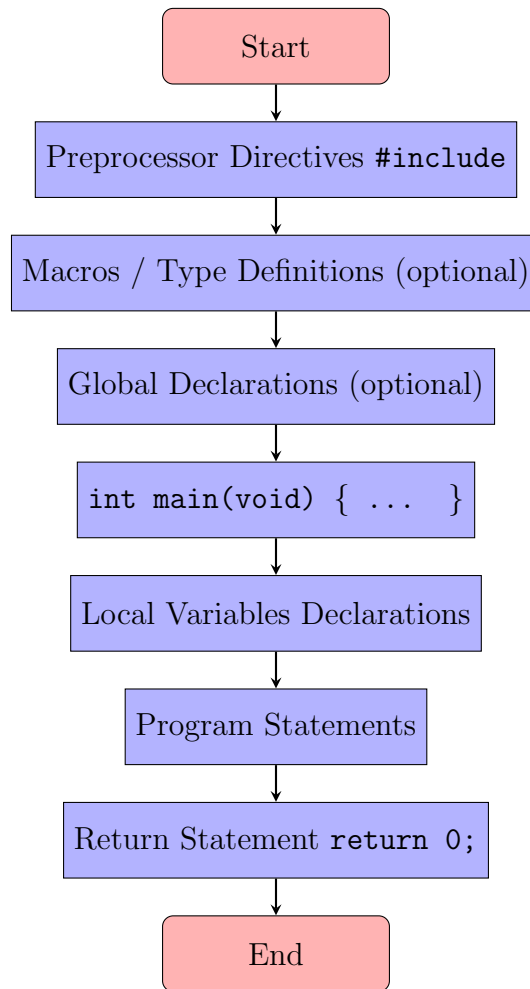 Start
Preprocessor Directives #include
Macros / Type Definitions (optional)
Global Declarations (optional)
int main(void) { ... }
Local Variables Declarations
Program Statements
Return Statement return 0;
End